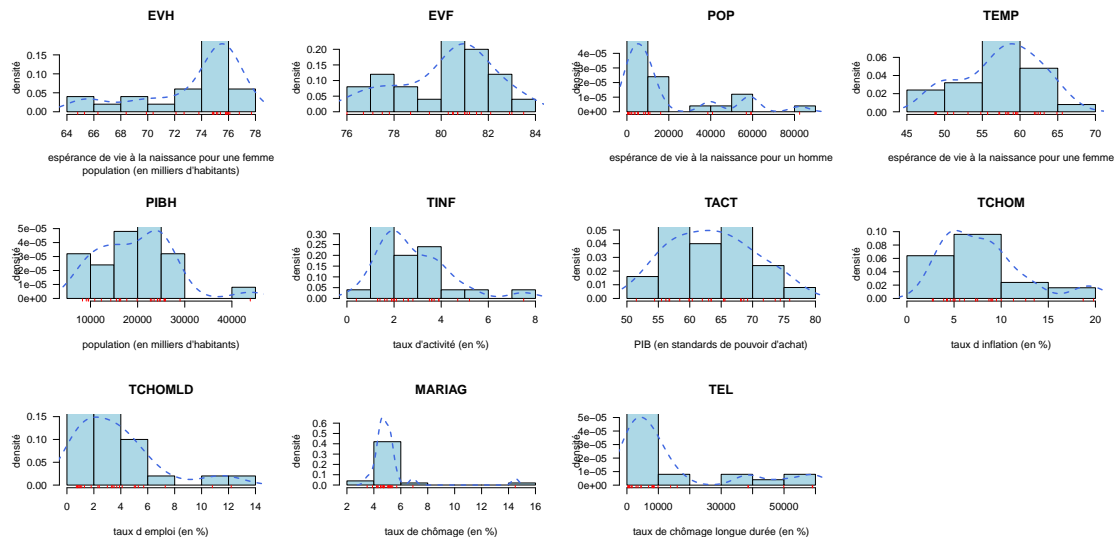 EVH
EVF
POP
TEMP
densité
0.15
0.10
0.05
0.00
64 66 68 70 72 74 76 78
espérance de vie à la naissance pour une femme
population (en milliers d'habitants)
densité
0.20
0.15
0.10
0.05
0.00
76 78 80 82 84
densité
4e−05
3e−05
2e−05
1e−05
0e+00
0 20000 40000 60000 80000
espérance de vie à la naissance pour un homme
densité
0.06
0.04
0.02
0.00
45 50 55 60 65 70
espérance de vie à la naissance pour une femme
PIBH
TINF
TACT
TCHOM
densité
5e−05
4e−05
3e−05
2e−05
1e−05
0e+00
10000 20000 30000 40000
population (en milliers d'habitants)
densité
0.30
0.20
0.15
0.10
0.05
0.00
0 2 4 6 8
taux d'activité (en %)
densité
0.05
0.04
0.03
0.02
0.01
0.00
50 55 60 65 70 75 80
PIB (en standards de pouvoir d'achat)
densité
0.10
0.08
0.06
0.04
0.02
0.00
0 5 10 15 20
taux d inflation (en %)
TCHOMLD
MARIAG
TEL
densité
0.15
0.10
0.05
0.00
0 2 4 6 8 10 12 14
taux d emploi (en %)
densité
0.6
0.5
0.4
0.3
0.2
0.1
0.0
2 4 6 8 10 12 14 16
taux de chômage (en %)
densité
5e−05
4e−05
3e−05
2e−05
1e−05
0e+00
0 10000 30000 50000
taux de chômage longue durée (en %)